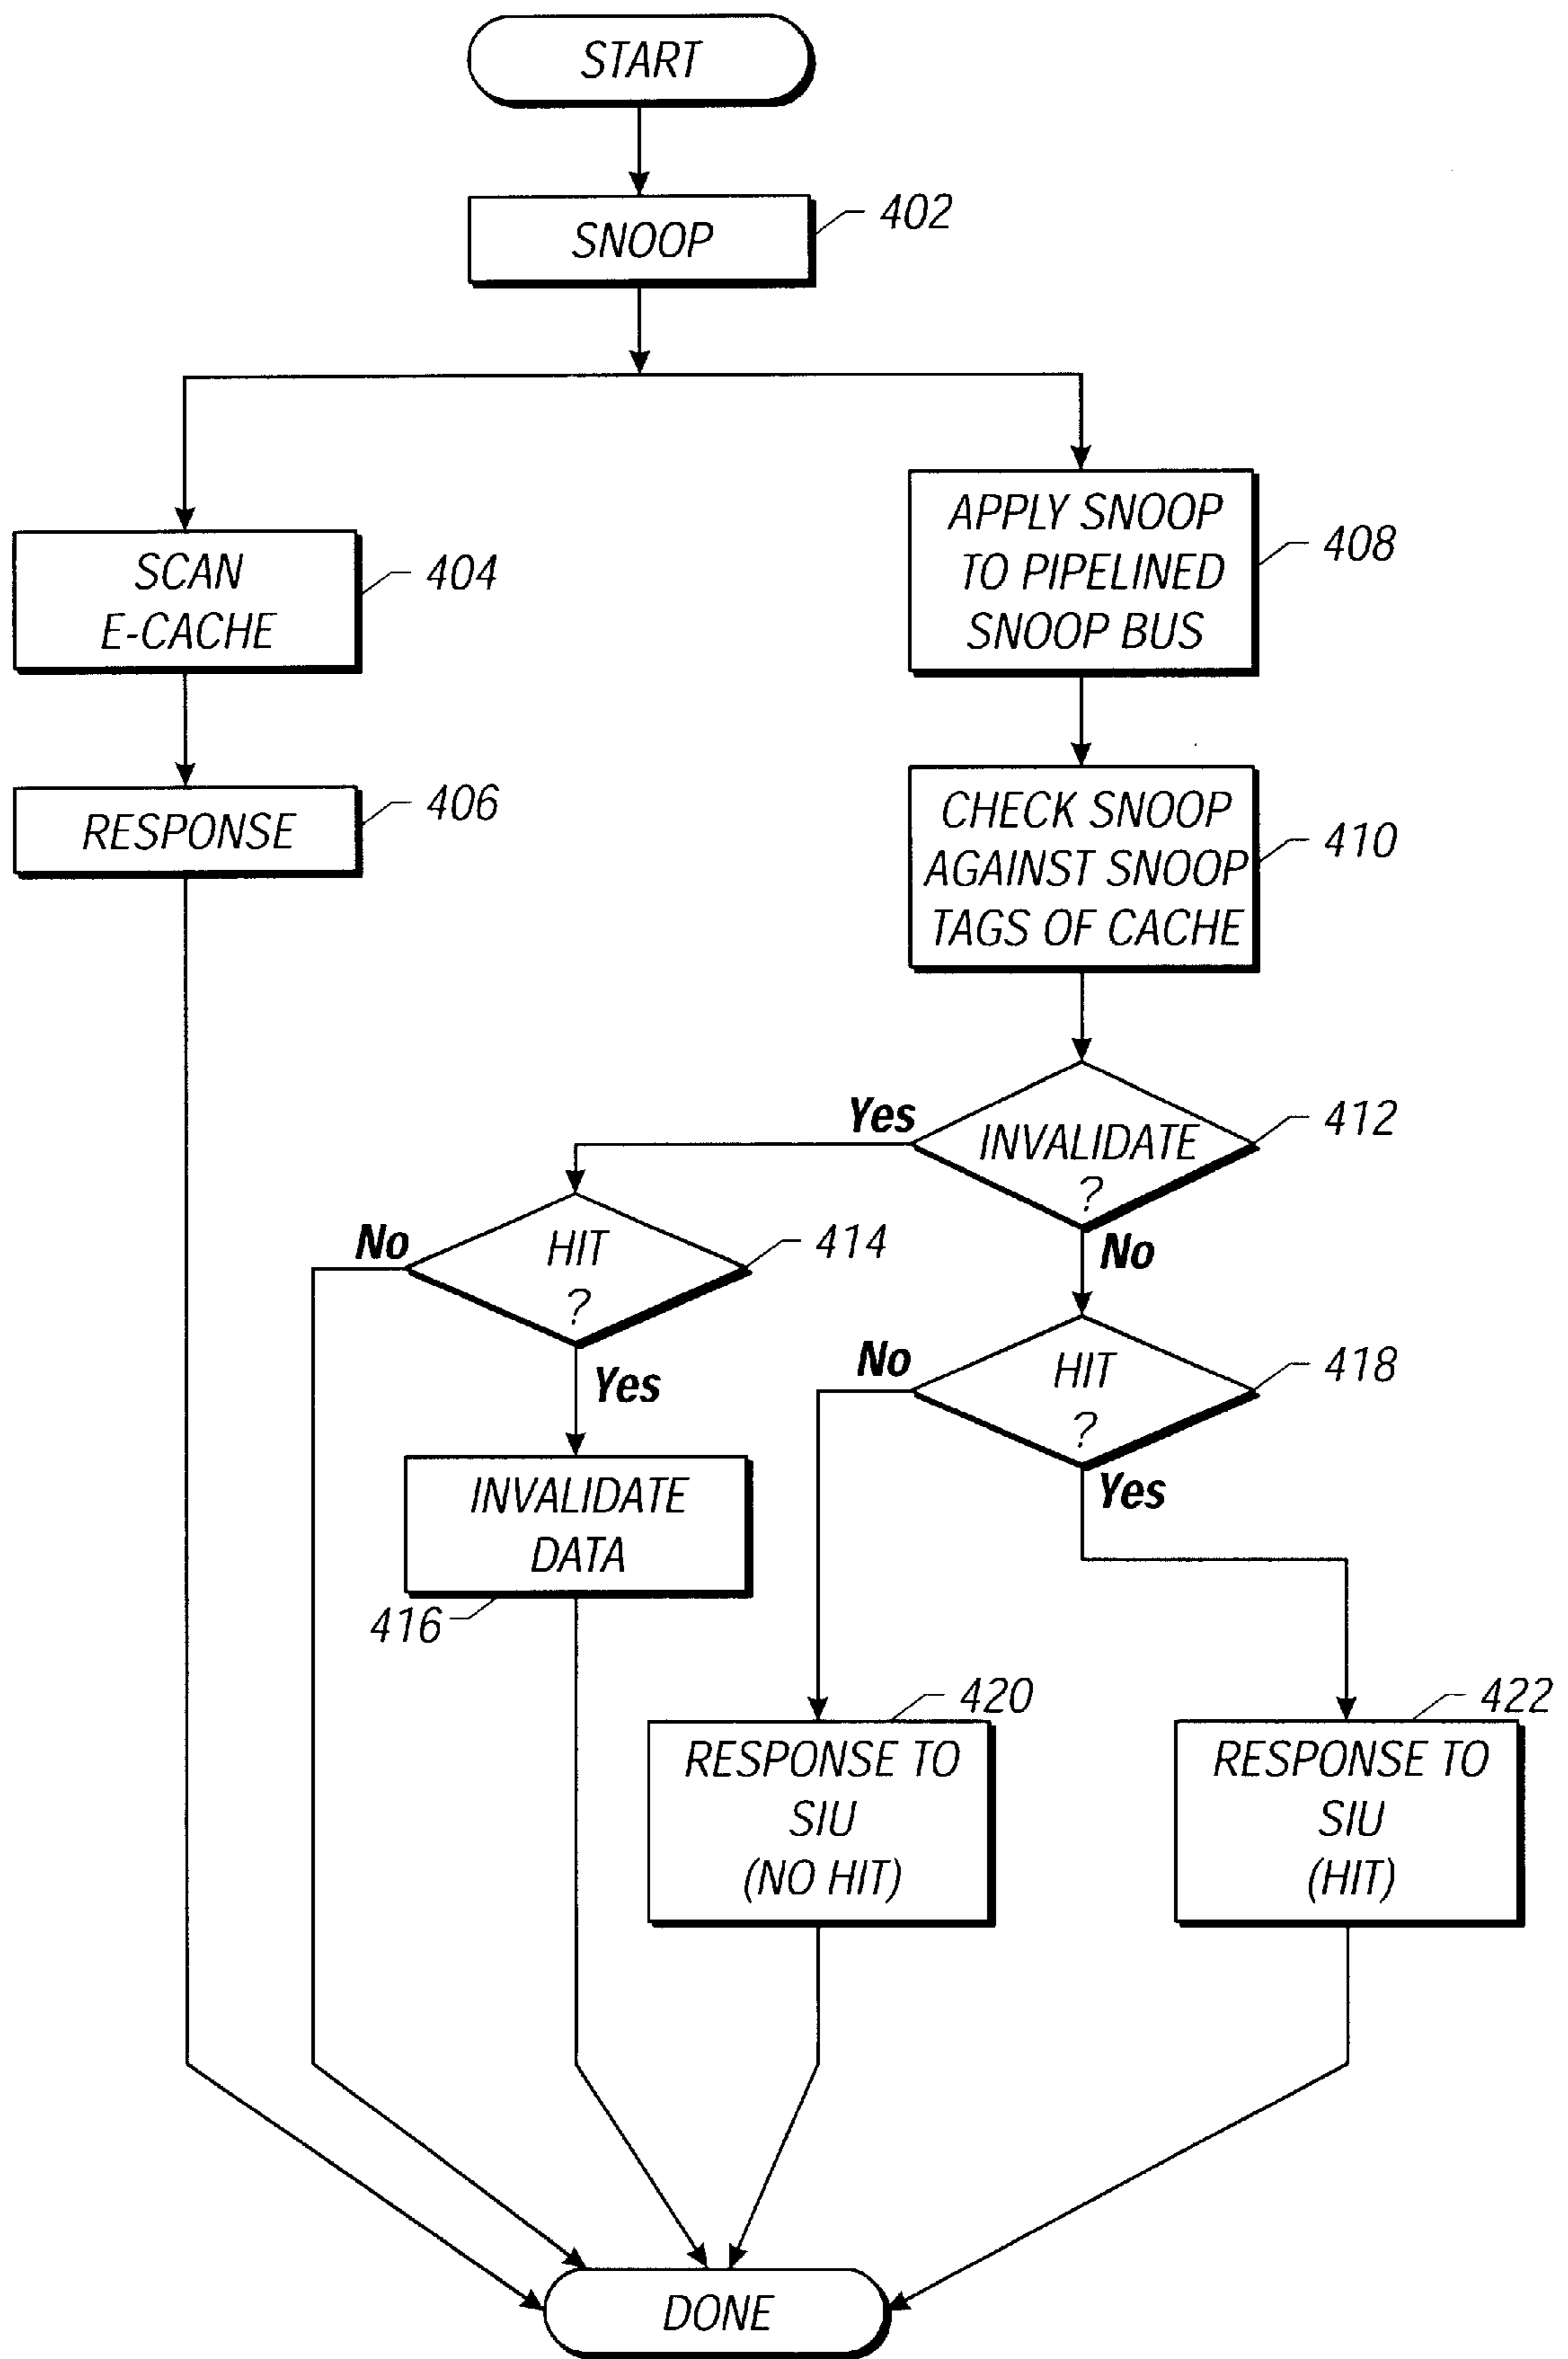 START
SNOOP
402
SCAN
E-CACHE
404
APPLY SNOOP
TO PIPELINED
SNOOP BUS
408
RESPONSE
406
CHECK SNOOP
AGAINST SNOOP
TAGS OF CACHE
410
INVALIDATE
?
412
Yes
No
HIT
?
414
No
Yes
HIT
?
418
No
Yes
INVALIDATE
DATA
416
RESPONSE TO
SIU
(NO HIT)
420
RESPONSE TO
SIU
(HIT)
422
DONE